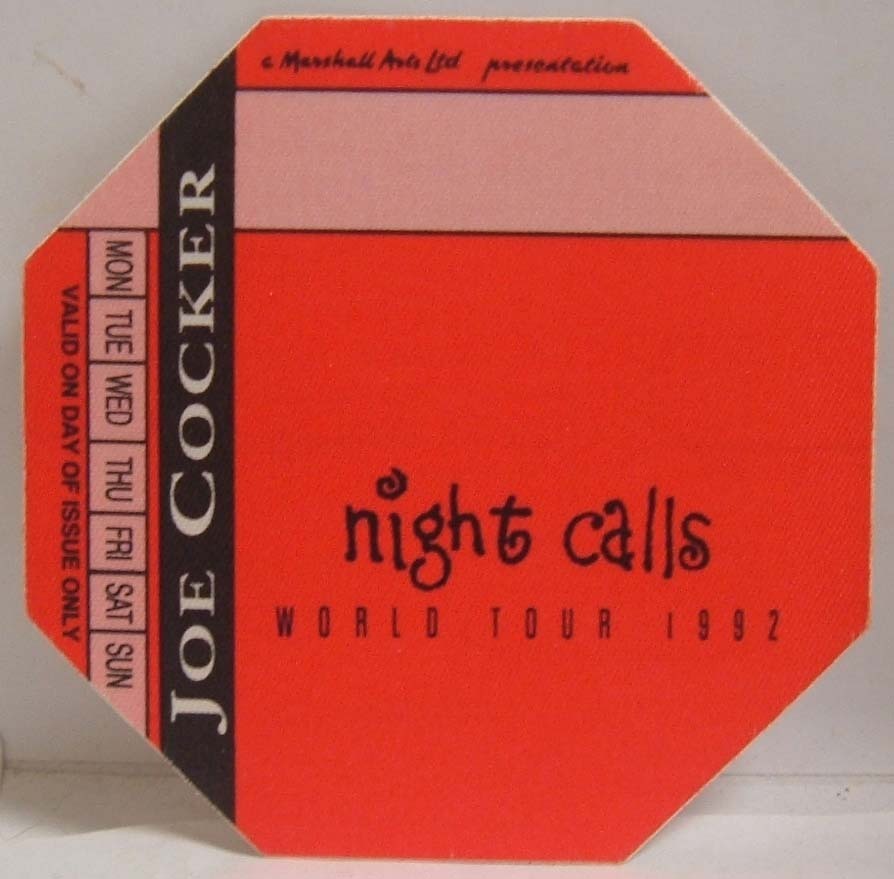 a Marshall Arts Ltd presentation
JOE COCKER
MON TUE WED THU FRI SAT SUN
VALID ON DAY OF ISSUE ONLY
night calls
WORLD TOUR 1992